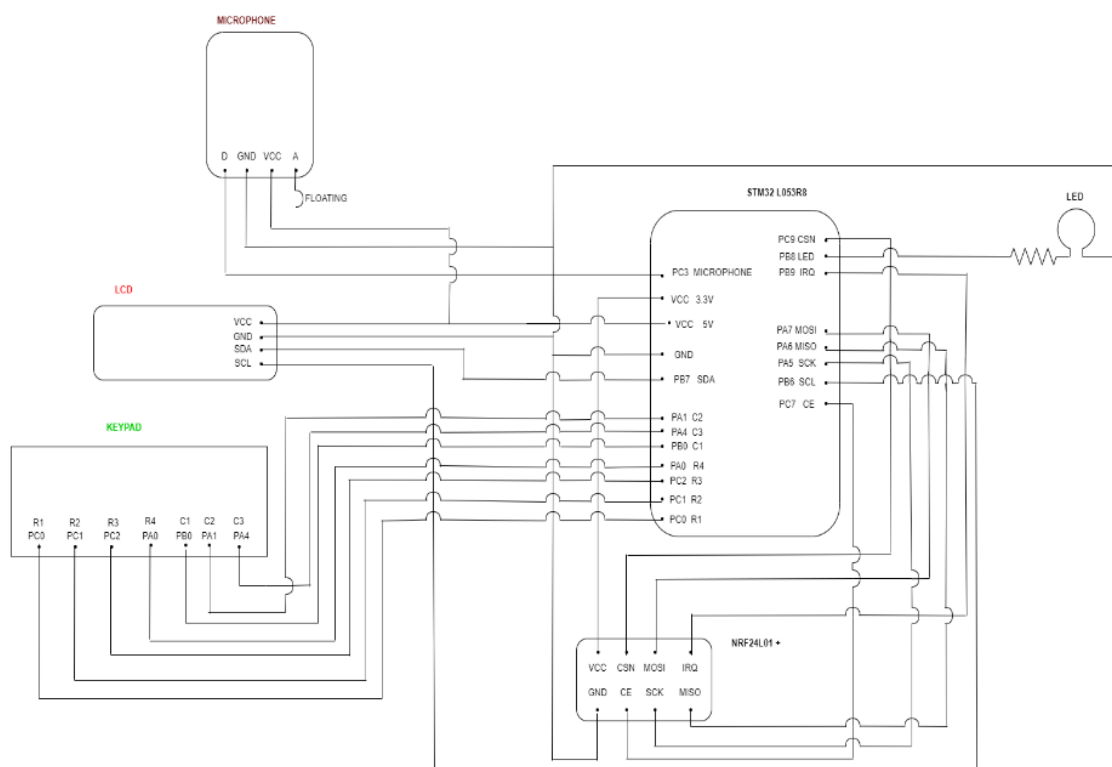 MICROPHONE
D GND VCC A
FLOATING
STM32 L053R8
LED
PC9 CSN
PB8 LED
PB9 IRQ
PC3 MICROPHONE
VCC 3.3V
VCC 5V
GND
PB7 SDA
PA7 MOSI
PA6 MISO
PA5 SCK
PB6 SCL
PC7 CE
LCD
VCC
GND
SDA
SCL
PA1 C2
PA4 C3
PB0 C1
PA0 R4
PC2 R3
PC1 R2
PC0 R1
KEYPAD
R1 R2 R3 R4 C1 C2 C3
PC0 PC1 PC2 PA0 PB0 PA1 PA4
NRF24L01 +
VCC CSN MOSI IRQ
GND CE SCK MISO